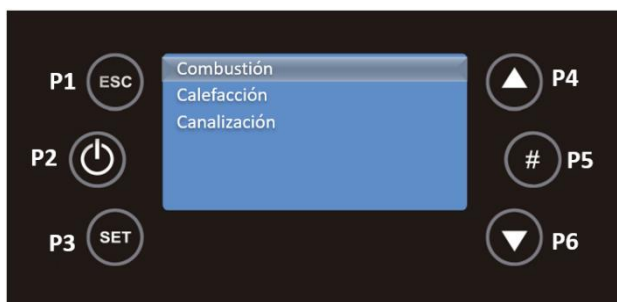 P1 ESC
Combustión
Calefacción
Canalización
P4
P2
# P5
P3 SET
P6